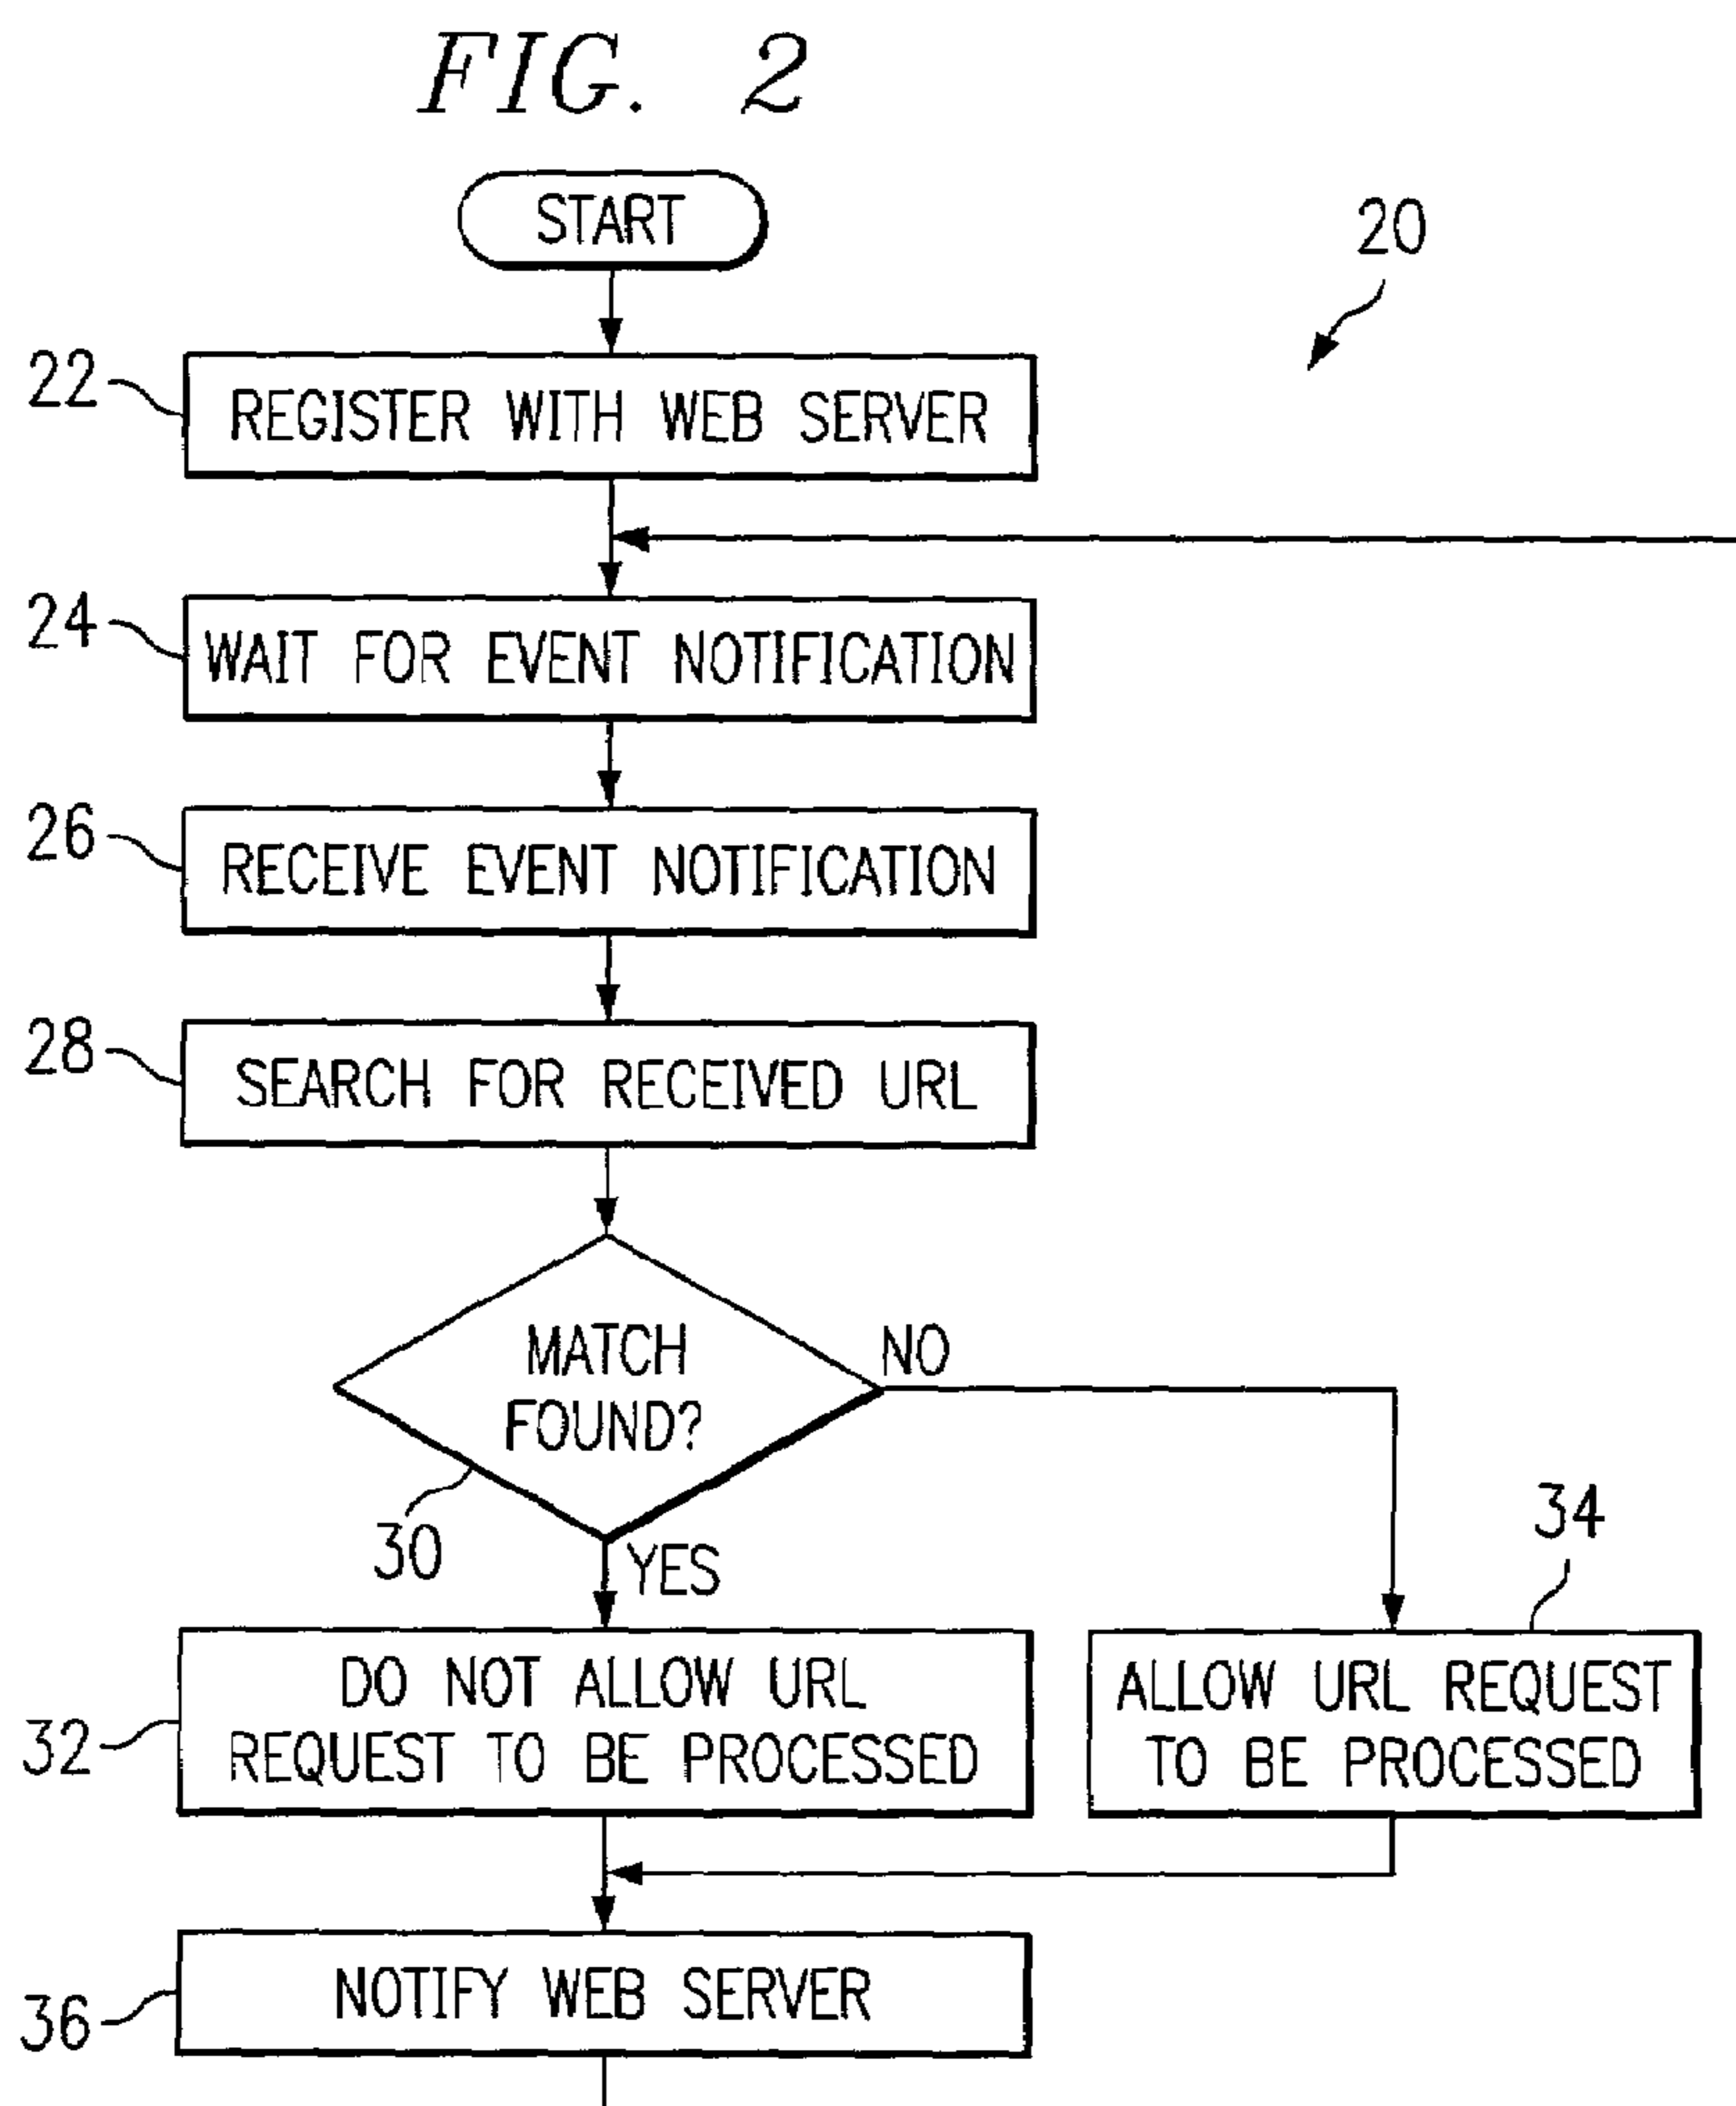 FIG. 2
START
20
22
REGISTER WITH WEB SERVER
24
WAIT FOR EVENT NOTIFICATION
26
RECEIVE EVENT NOTIFICATION
28
SEARCH FOR RECEIVED URL
MATCH
FOUND?
NO
30
YES
34
DO NOT ALLOW URL
REQUEST TO BE PROCESSED
32
ALLOW URL REQUEST
TO BE PROCESSED
NOTIFY WEB SERVER
36